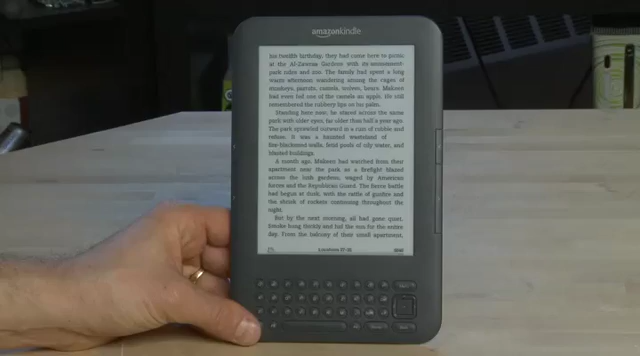 amazonkindle
his twelfth birthday, they had come here to picnic
at the Al-Zawraa Gardens with its amusement-
park rides and zoo. The family had spent a long
warm afternoon wandering among the cages of
monkeys, parrots, camels, wolves, bears. Makeen
had even fed one of the camels an apple. He still
remembered the rubbery lips on his palm.
Standing here now, he stared across the same
park with older eyes, far older than half a year ago.
The park sprawled outward in a ruin of rubble and
refuse. It was a haunted wasteland of
fire-blackened walls, fetid pools of oily water, and
blasted buildings.
A month ago, Makeen had watched from their
apartment near the park as a firefight blazed
across the lush gardens, waged by American
forces and the Republican Guard. The fierce battle
had begun at dusk, with the rattle of gunfire and
the shriek of rockets continuing throughout the
night.
But by the next morning, all had gone quiet.
Smoke hung thickly and hid the sun for the entire
day. From the balcony of their small apartment,